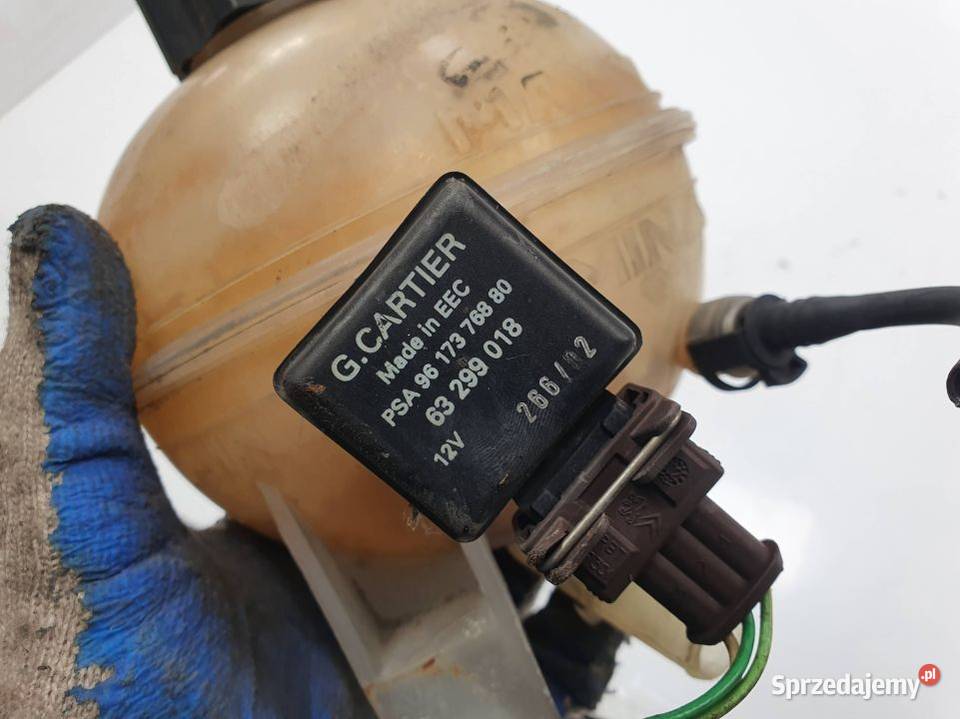 G.CARTIER
Made in EEC
PSA 96 173 768 80
63 299 018
12V
266/02
Sprzedajemy.pl